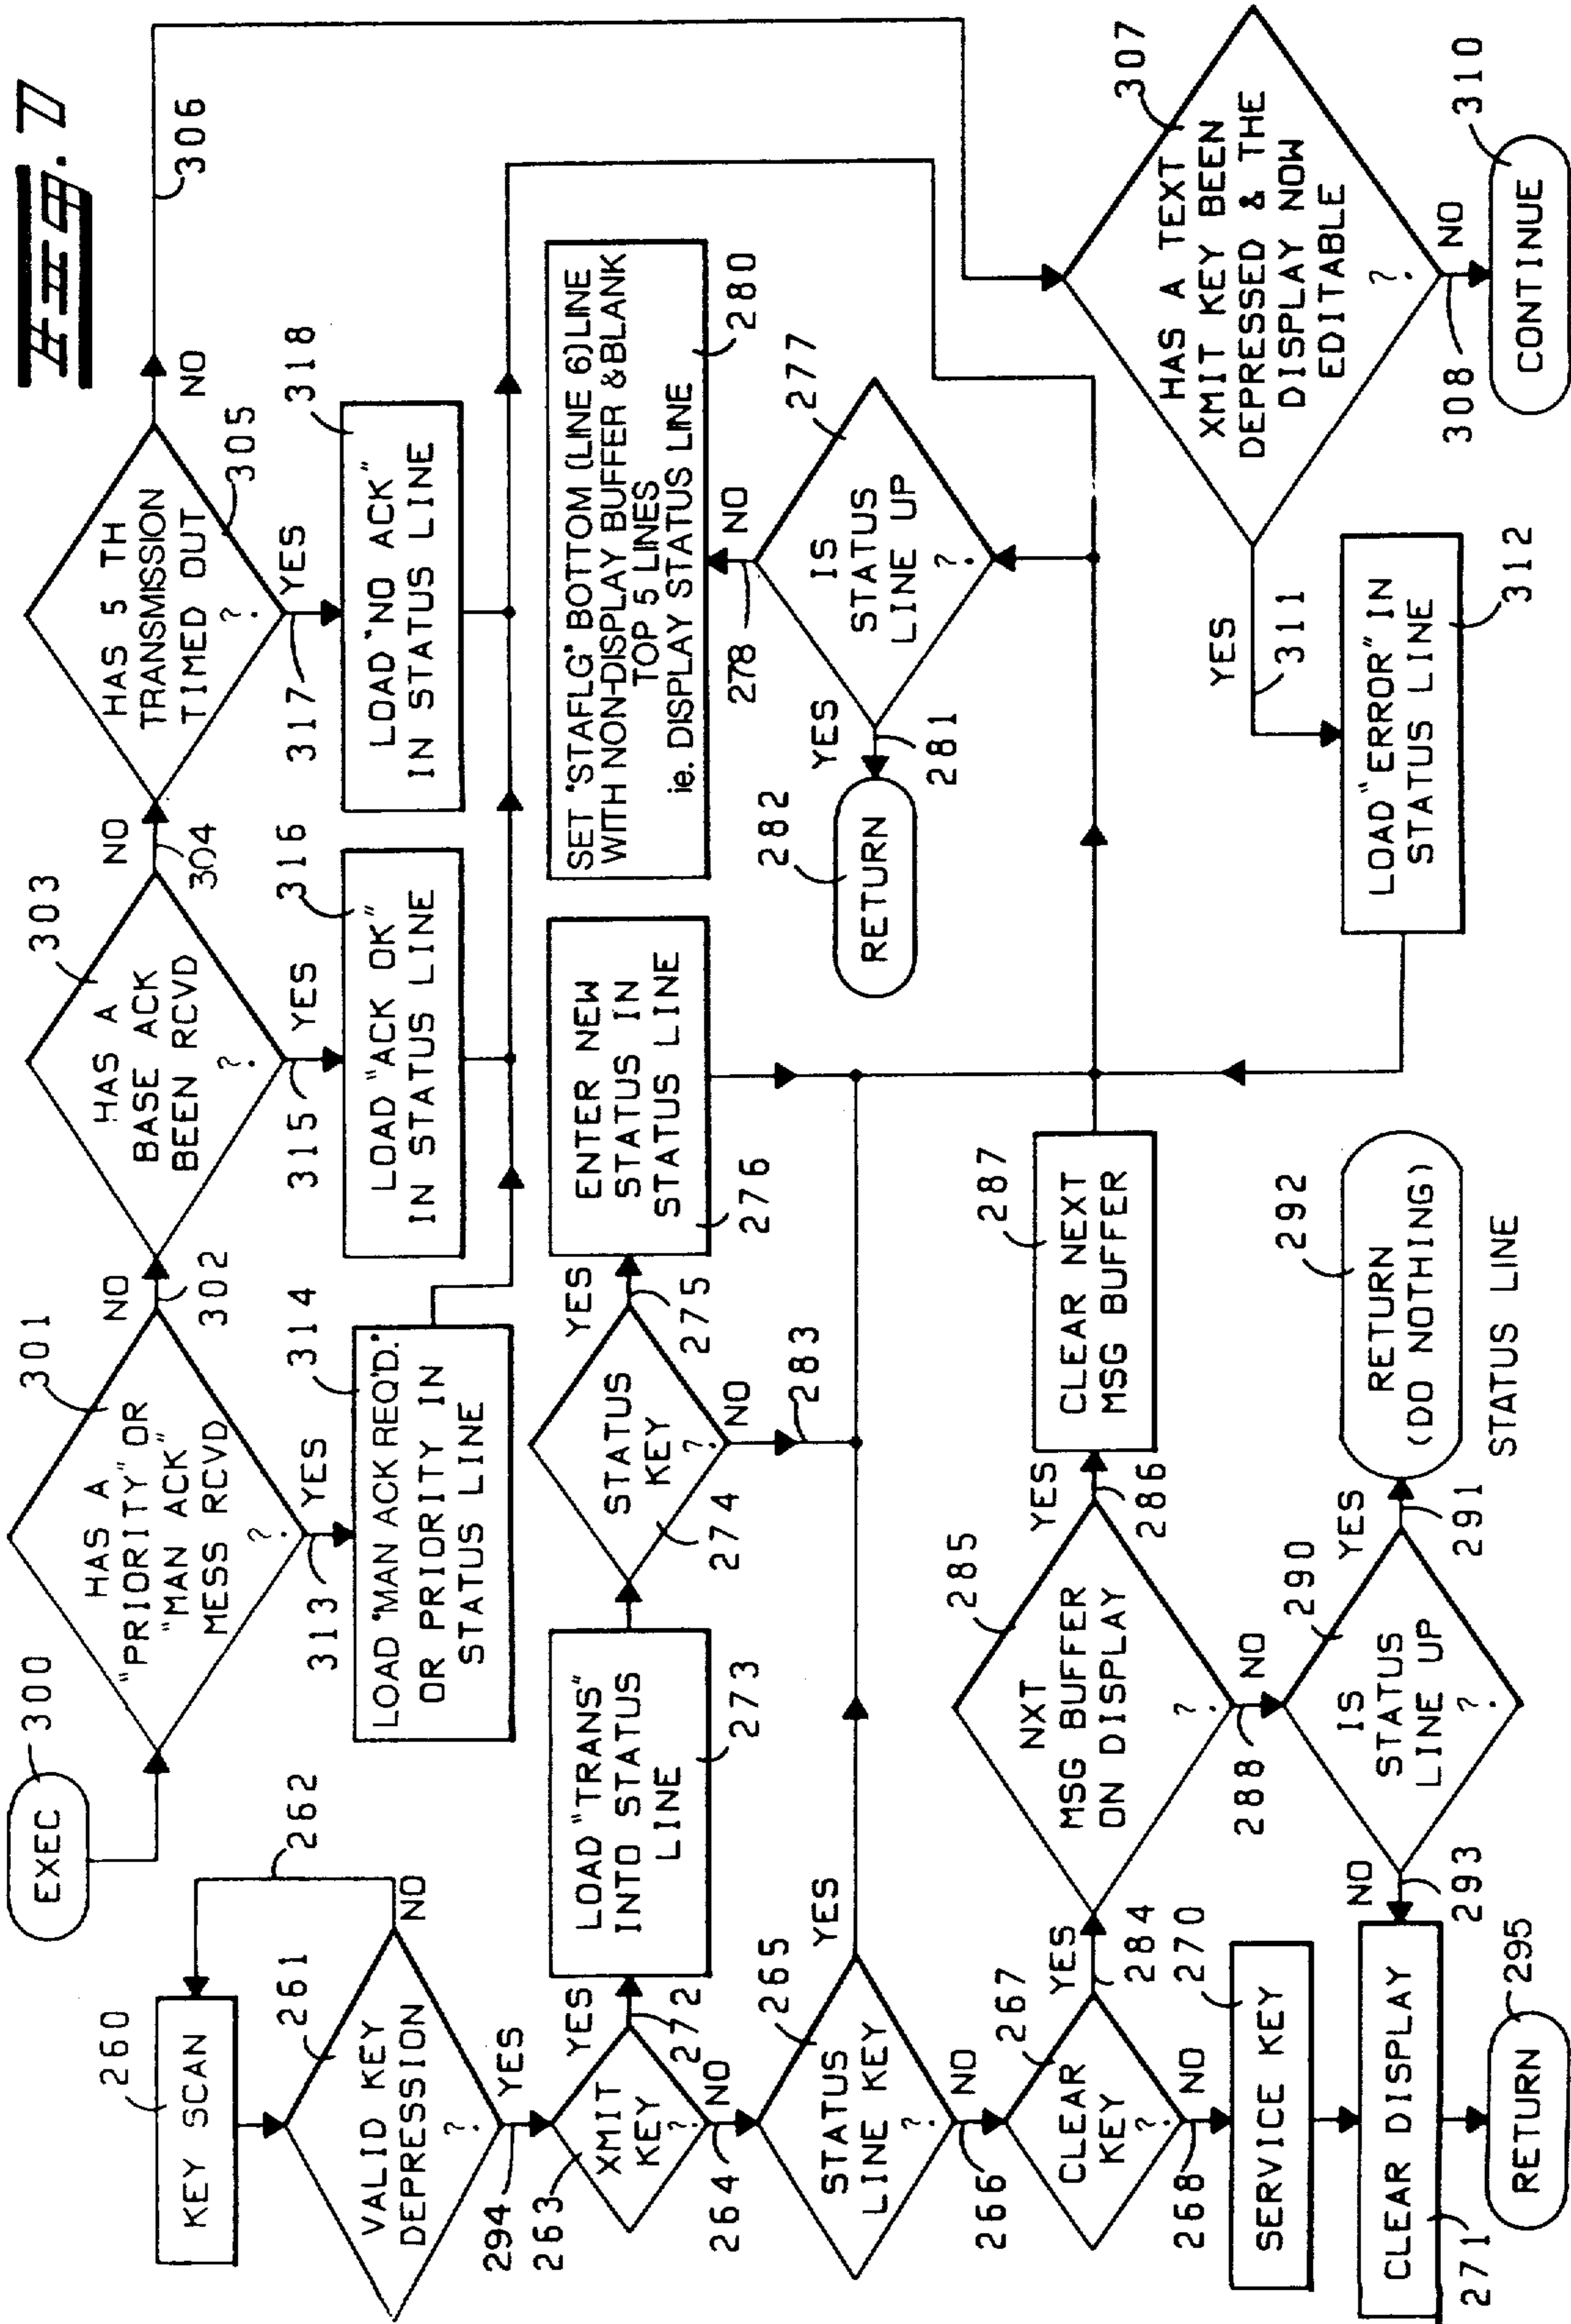 Fig. 7
EXEC
300
HAS A
"PRIORITY" OR
"MAN ACK"
MESS RCVD
?
301
NO
302
HAS A
BASE ACK
BEEN RCVD
?
303
NO
304
HAS 5 TH
TRANSMISSION
TIMED OUT
?
305
NO
306
YES
313
LOAD "MAN ACK REQ'D."
OR PRIORITY IN
STATUS LINE
314
YES
315
LOAD "ACK OK"
IN STATUS LINE
316
YES
317
LOAD "NO ACK"
IN STATUS LINE
318
KEY SCAN
260
VALID KEY
DEPRESSION
?
261
NO
262
YES
294
XMIT
KEY
?
263
YES
272
LOAD "TRANS"
INTO STATUS
LINE
273
STATUS
KEY
?
274
YES
275
ENTER NEW
STATUS IN
STATUS LINE
276
NO
283
SET "STAFLG" BOTTOM (LINE 6) LINE
WITH NON-DISPLAY BUFFER & BLANK
TOP 5 LINES
ie. DISPLAY STATUS LINE
280
NO
278
IS
STATUS
LINE UP
?
277
YES
281
RETURN
282
NO
264
STATUS
LINE KEY
?
265
YES
NO
266
CLEAR
KEY
?
267
YES
284
NXT
MSG BUFFER
ON DISPLAY
?
285
YES
286
CLEAR NEXT
MSG BUFFER
287
NO
288
IS
STATUS
LINE UP
?
290
YES
291
RETURN
(DO NOTHING)
292
STATUS LINE
NO
293
NO
268
SERVICE KEY
270
CLEAR DISPLAY
271
RETURN
295
HAS A TEXT
XMIT KEY BEEN
DEPRESSED & THE
DISPLAY NOW
EDITABLE
?
307
NO
308
CONTINUE
310
YES
311
LOAD "ERROR" IN
STATUS LINE
312